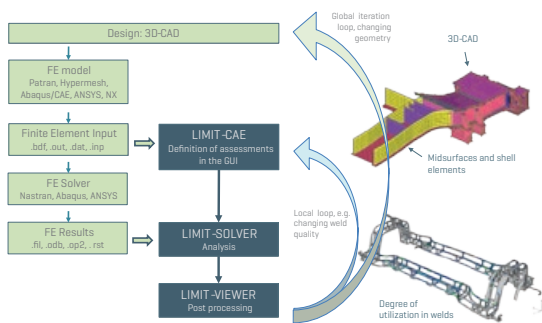 Design: 3D-CAD
FE model
Patran, Hypermesh,
Abaqus/CAE, ANSYS, NX
Finite Element Input
.bdf, .out, .dat, .inp
FE Solver
Nastran, Abaqus, ANSYS
FE Results
.fil, .odb, .op2, . rst
LIMIT-CAE
Definition of assessments
in the GUI
LIMIT-SOLVER
Analysis
LIMIT-VIEWER
Post processing
Global iteration
loop, changing
geometry
Local loop, e.g.
changing weld
quality
3D-CAD
Midsurfaces and shell
elements
Degree of
utilization in welds